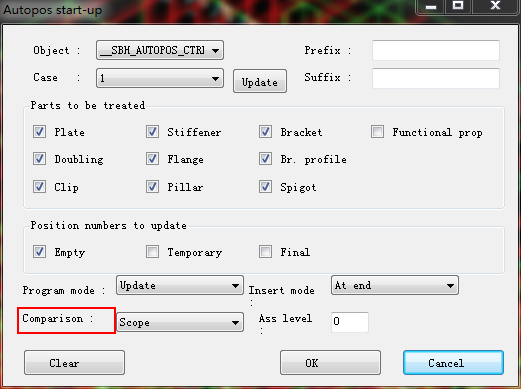 Autopos start-up
Object : __SBH_AUTOPOS_CTRL Prefix :
Case : 1 Update Suffix :
Parts to be treated
Plate Stiffener Bracket Functional prop
Doubling Flange Br. profile
Clip Pillar Spigot
Position numbers to update
Empty Temporary Final
Program mode : Update Insert mode : At end
Comparison : Scope Ass level : 0
Clear OK Cancel